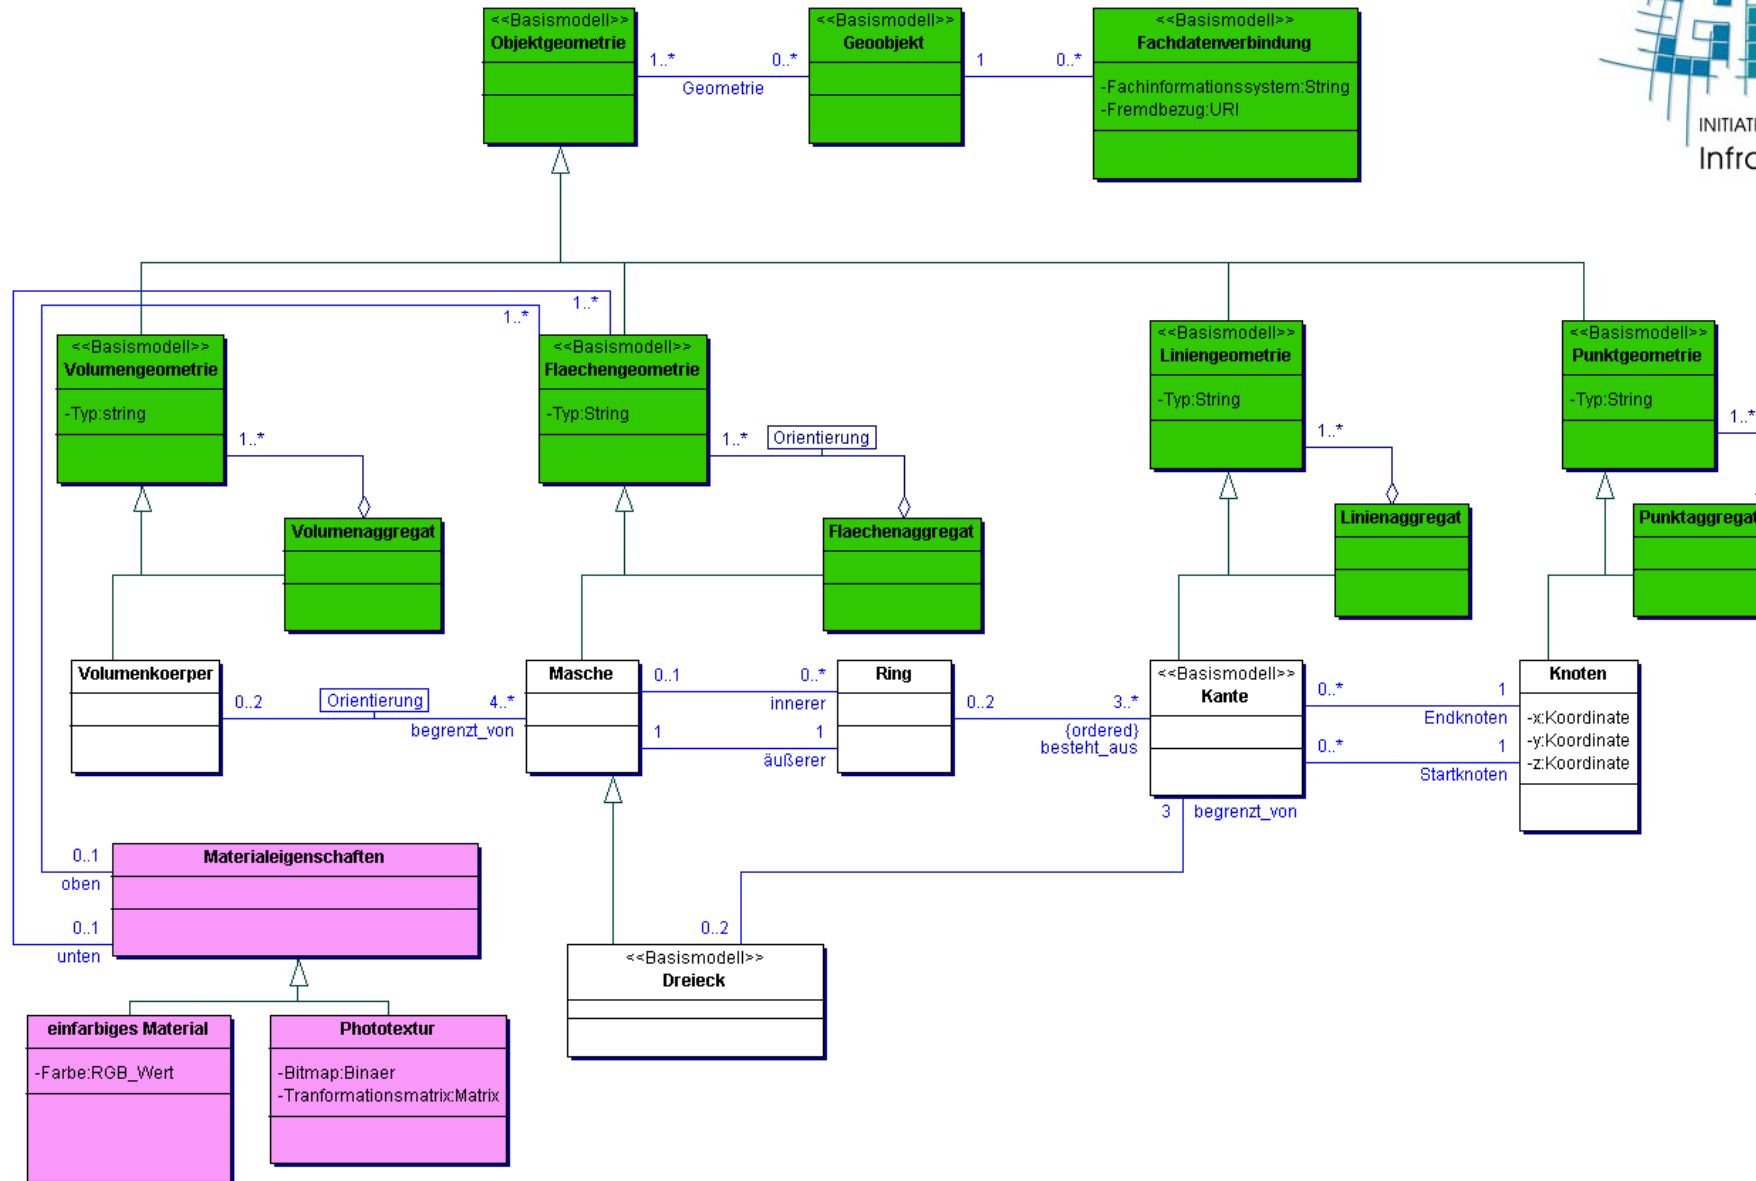 <<Basismodell>>
Objektgeometrie
1..*
0..*
Geometrie
<<Basismodell>>
Geoobjekt
1
0..*
<<Basismodell>>
Fachdatenverbindung
-Fachinformationssystem:String
-Fremdbezug:URI
Infra
1..*
1..*
<<Basismodell>>
Volumengeometrie
-Typ:string
1..*
<<Basismodell>>
Flaechengeometrie
-Typ:String
1..*
Orientierung
<<Basismodell>>
Liniengeometrie
-Typ:String
1..*
<<Basismodell>>
Punktgeometrie
-Typ:String
1..*
Volumenaggregat
Flaechenaggregat
Linienaggregat
Punktaggregat
Volumenkoerper
0..2
Orientierung
4..*
begrenzt_von
Masche
0..1
0..*
innerer
1
1
äußerer
Ring
0..2
3..*
{ordered}
besteht_aus
<<Basismodell>>
Kante
0..*
1
Endknoten
0..*
1
Startknoten
Knoten
-x:Koordinate
-y:Koordinate
-z:Koordinate
3
begrenzt_von
0..1
oben
0..1
unten
Materialeigenschaften
0..2
<<Basismodell>>
Dreieck
einfarbiges Material
-Farbe:RGB_Wert
Phototextur
-Bitmap:Binaer
-Tranformationsmatrix:Matrix